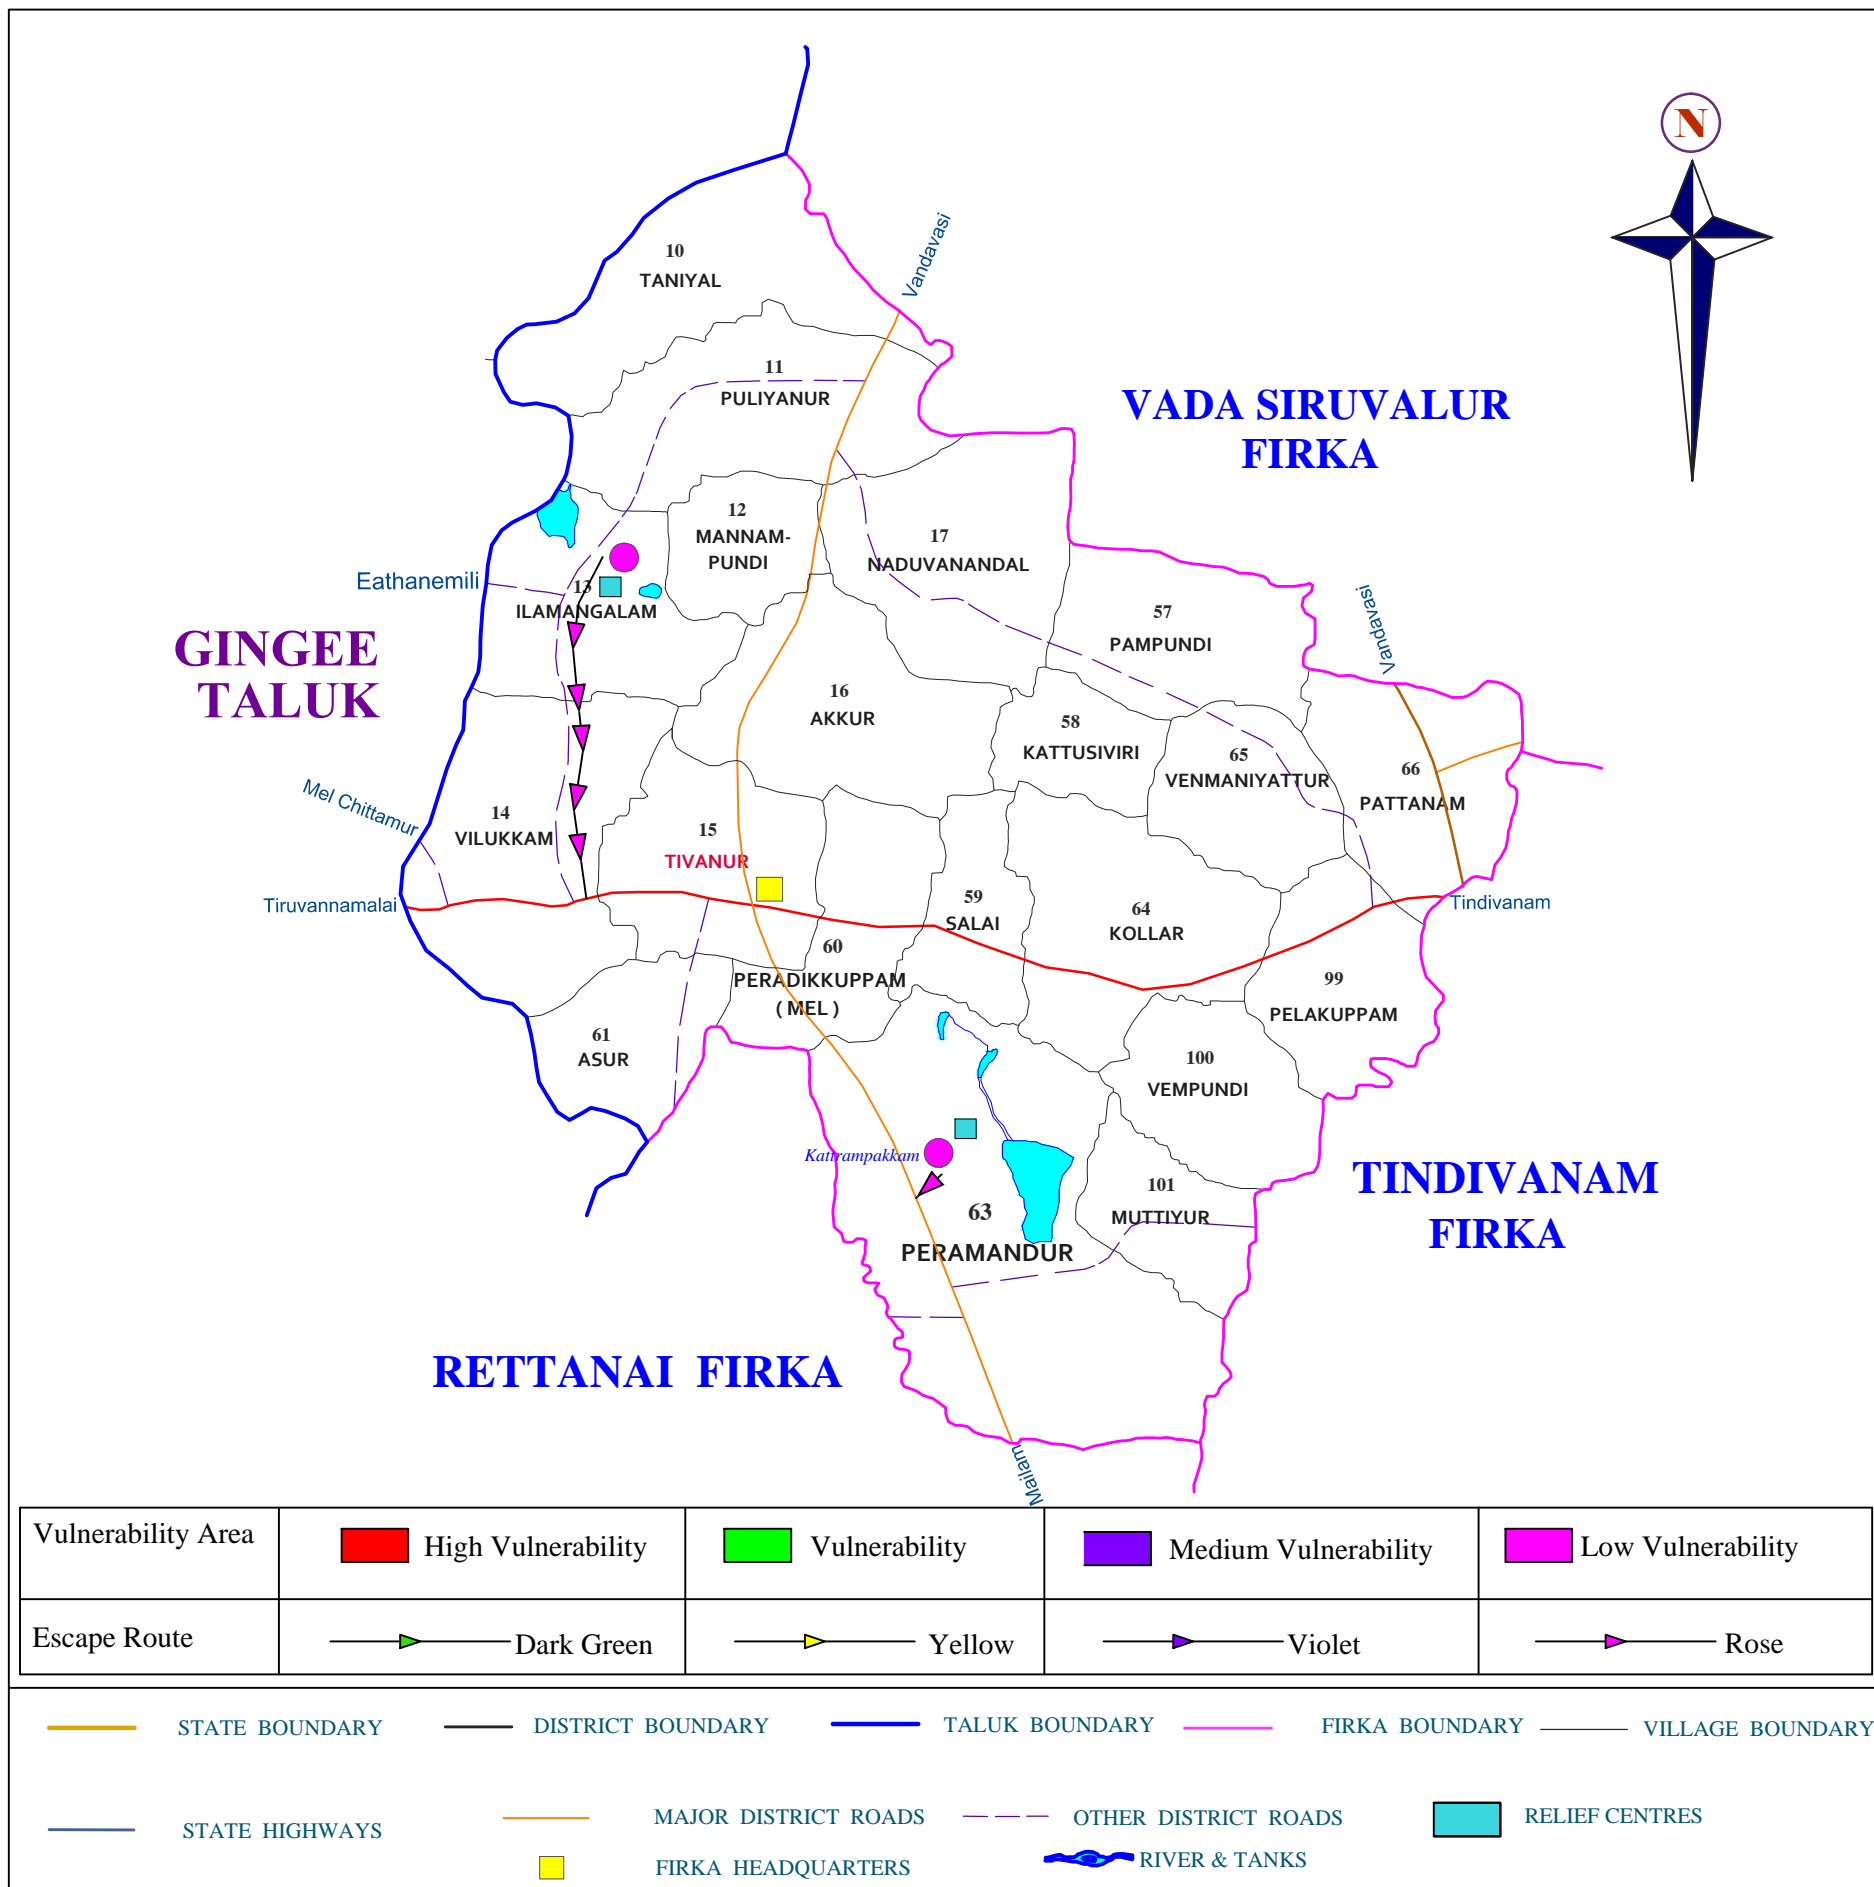 N
Vandavasi
10
TANIYAL
11
PULIYANUR
VADA SIRUVALUR
FIRKA
12
MANNAM-
PUNDI
17
NADUVANANDAL
Eathanemili
13
ILAMANGALAM
57
PAMPUNDI
Vandavasi
GINGEE
TALUK
16
AKKUR
58
KATTUSIVIRI
65
VENMANIYATTUR
66
PATTANAM
Mel Chittamur
14
VILUKKAM
15
TIVANUR
Tiruvannamalai
59
SALAI
64
KOLLAR
Tindivanam
60
PERADIKKUPPAM
( MEL )
99
PELAKUPPAM
61
ASUR
100
VEMPUNDI
Kattrampakkam
63
PERAMANDUR
101
MUTTIYUR
TINDIVANAM
FIRKA
RETTANAI FIRKA
Mailam
Vulnerability Area
High Vulnerability
Vulnerability
Medium Vulnerability
Low Vulnerability
Escape Route
Dark Green
Yellow
Violet
Rose
STATE BOUNDARY
DISTRICT BOUNDARY
TALUK BOUNDARY
FIRKA BOUNDARY
VILLAGE BOUNDARY
STATE HIGHWAYS
MAJOR DISTRICT ROADS
OTHER DISTRICT ROADS
RELIEF CENTRES
FIRKA HEADQUARTERS
RIVER & TANKS